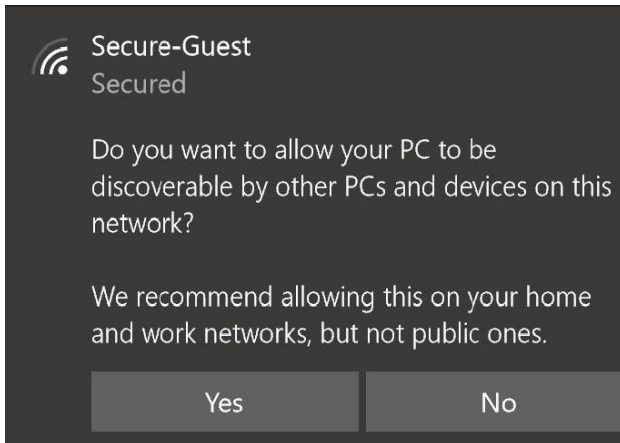 Secure-Guest
Secured
Do you want to allow your PC to be
discoverable by other PCs and devices on this
network?
We recommend allowing this on your home
and work networks, but not public ones.
Yes
No